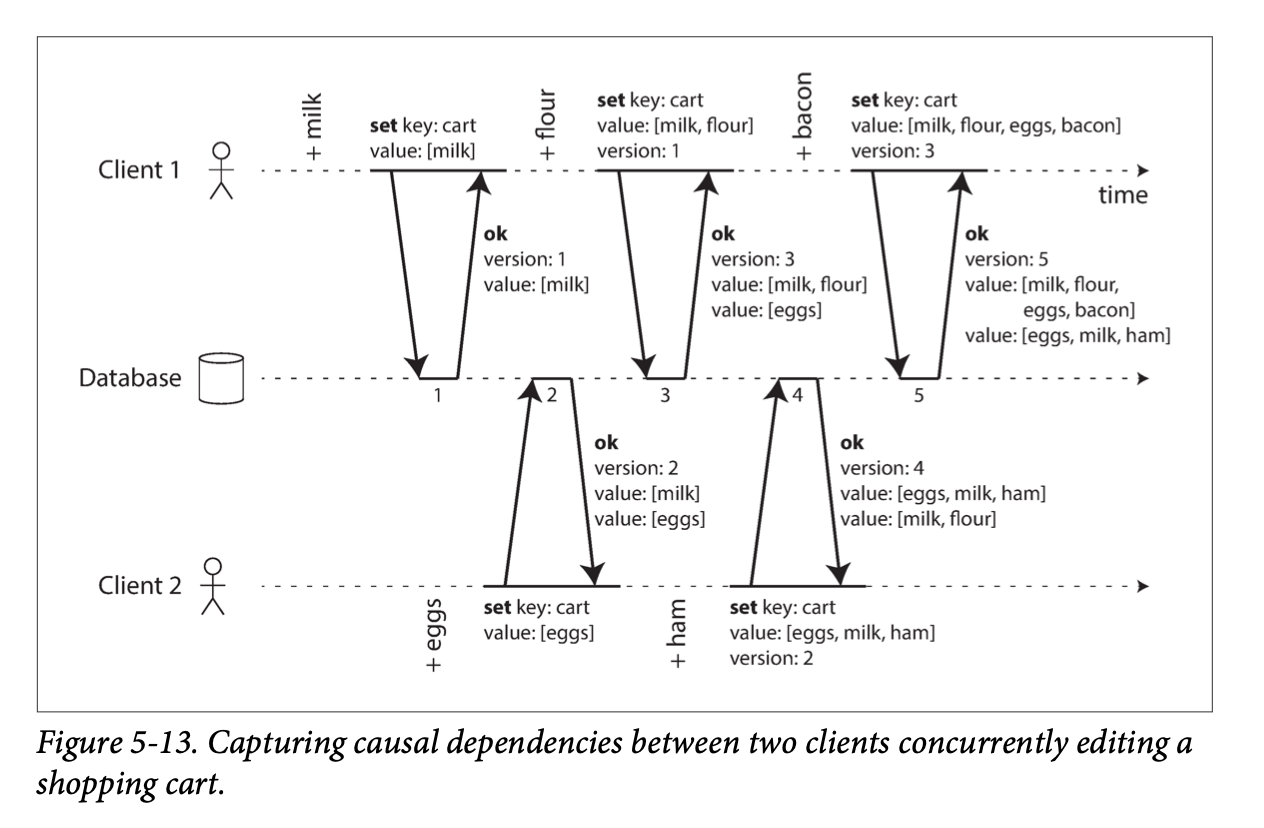 + milk
set key: cart
value: [milk]
+ flour
set key: cart
value: [milk, flour]
version: 1
+ bacon
set key: cart
value: [milk, flour, eggs, bacon]
version: 3
Client 1
time
ok
version: 1
value: [milk]
ok
version: 3
value: [milk, flour]
value: [eggs]
ok
version: 5
value: [milk, flour,
eggs, bacon]
value: [eggs, milk, ham]
Database
1
2
3
4
5
ok
version: 2
value: [milk]
value: [eggs]
ok
version: 4
value: [eggs, milk, ham]
value: [milk, flour]
Client 2
+ eggs
set key: cart
value: [eggs]
+ ham
set key: cart
value: [eggs, milk, ham]
version: 2
Figure 5-13. Capturing causal dependencies between two clients concurrently editing a
shopping cart.